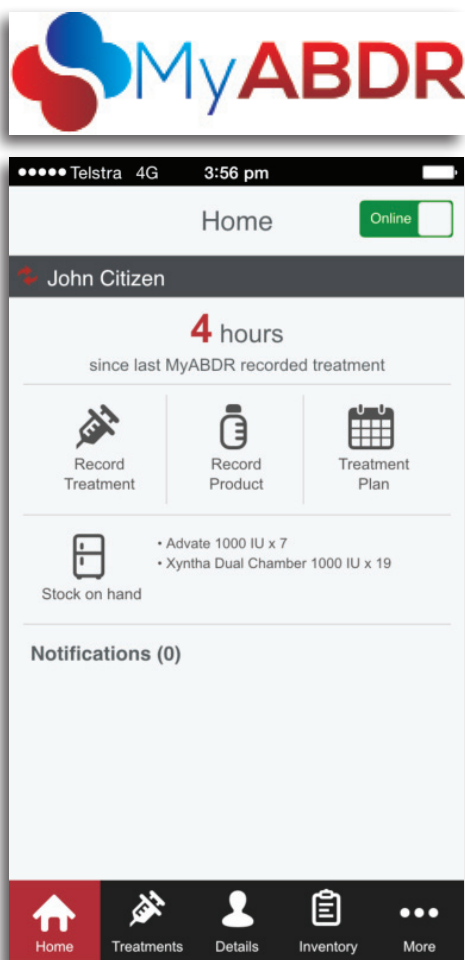 MyABDR
Telstra 4G 3:56 pm
Home
Online
John Citizen
4 hours
since last MyABDR recorded treatment
Record
Treatment
Record
Product
Treatment
Plan
Stock on hand
• Advate 1000 IU x 7
• Xyntha Dual Chamber 1000 IU x 19
Notifications (0)
Home Treatments Details Inventory More